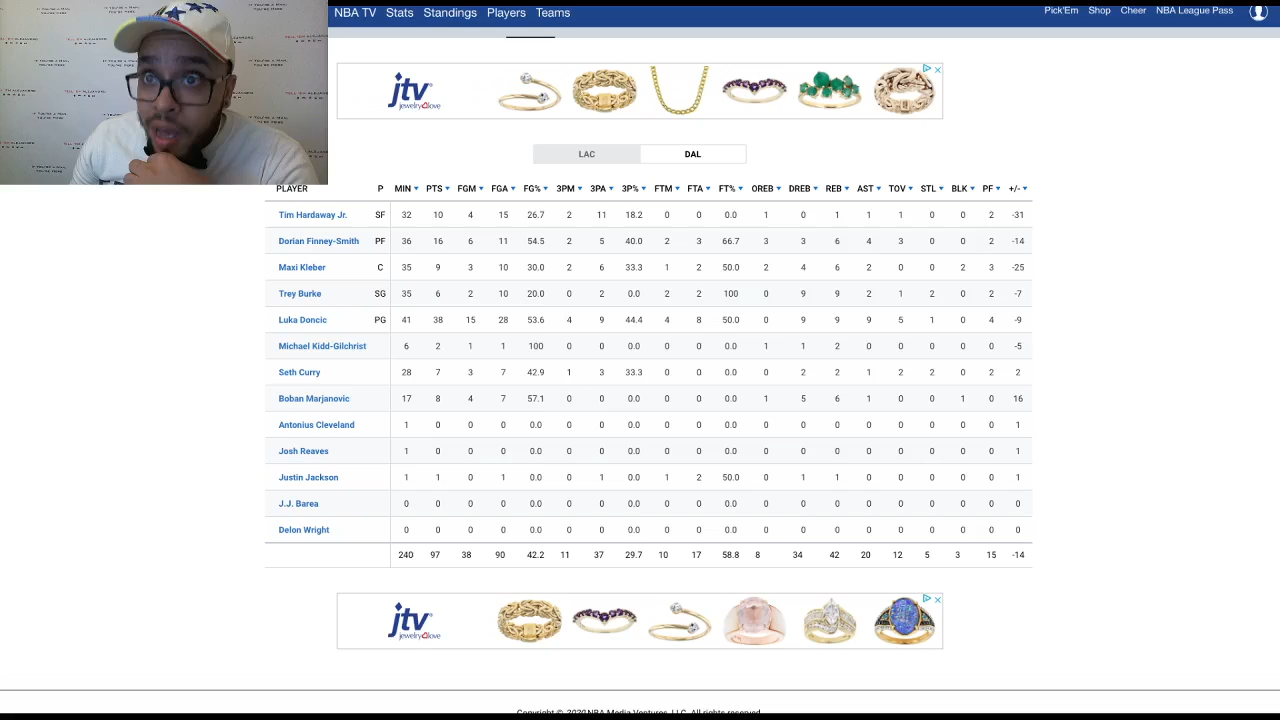 NBA TV Stats Standings Players Teams
Pick'Em Shop Cheer NBA League Pass
jtv
jewelry love
LAC DAL
PLAYER P MIN PTS FGM FGA FG% 3PM 3PA 3P% FTM FTA FT% OREB DREB REB AST TOV STL BLK PF +/-
Tim Hardaway Jr. SF 32 10 4 15 26.7 2 11 18.2 0 0 0.0 1 0 1 1 1 0 0 2 -31
Dorian Finney-Smith PF 36 16 6 11 54.5 2 5 40.0 2 3 66.7 3 3 6 4 3 0 0 2 -14
Maxi Kleber C 35 9 3 10 30.0 2 6 33.3 1 2 50.0 2 4 6 2 0 0 2 3 -25
Trey Burke SG 35 6 2 10 20.0 0 2 0.0 2 2 100 0 9 9 2 1 2 0 2 -7
Luka Doncic PG 41 38 15 28 53.6 4 9 44.4 4 8 50.0 0 9 9 9 5 1 0 4 -9
Michael Kidd-Gilchrist 6 2 1 1 100 0 0 0.0 0 0 0.0 1 1 2 0 0 0 0 0 -5
Seth Curry 28 7 3 7 42.9 1 3 33.3 0 0 0.0 0 2 2 1 2 2 0 2 2
Boban Marjanovic 17 8 4 7 57.1 0 0 0.0 0 0 0.0 1 5 6 1 0 0 1 0 16
Antonius Cleveland 1 0 0 0 0.0 0 0 0.0 0 0 0.0 0 0 0 0 0 0 0 0 1
Josh Reaves 1 0 0 0 0.0 0 0 0.0 0 0 0.0 0 0 0 0 0 0 0 0 1
Justin Jackson 1 1 0 1 0.0 0 1 0.0 1 2 50.0 0 1 1 0 0 0 0 0 1
J.J. Barea 0 0 0 0 0.0 0 0 0.0 0 0 0.0 0 0 0 0 0 0 0 0 0
Delon Wright 0 0 0 0 0.0 0 0 0.0 0 0 0.0 0 0 0 0 0 0 0 0 0
240 97 38 90 42.2 11 37 29.7 10 17 58.8 8 34 42 20 12 5 3 15 -14
jtv
jewelry love
Copyright © 2020 NBA Media Ventures, LLC. All rights reserved.